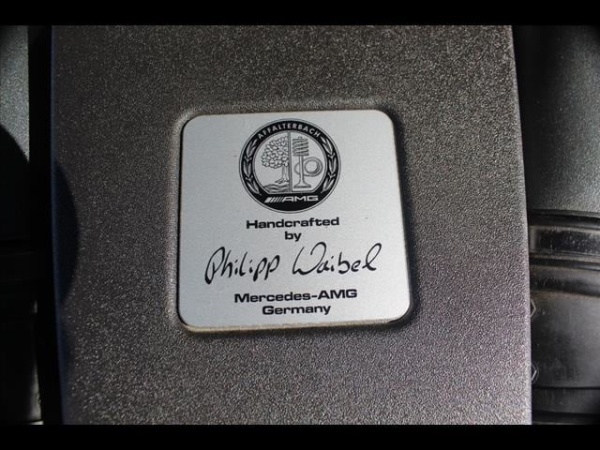 AFFALTERBACH
AMG
Handcrafted
by
Philipp Waibel
Mercedes-AMG
Germany